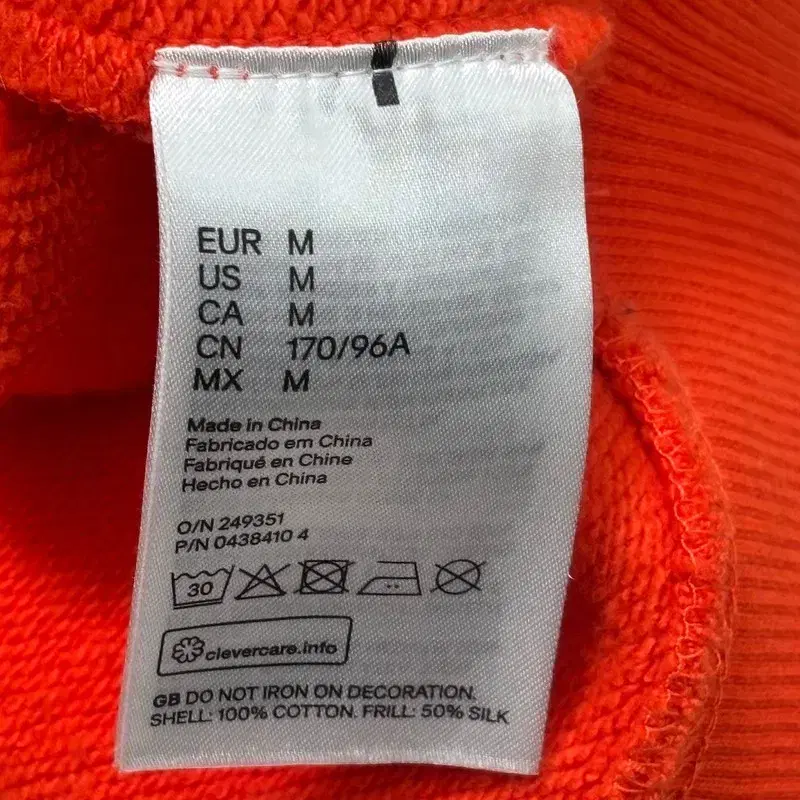 EUR M
US M
CA M
CN 170/96A
MX M
Made in China
Fabricado em China
Fabriqué en Chine
Hecho en China
O/N 249351
P/N 0438410 4
30
clevercare.info
GB DO NOT IRON ON DECORATION.
SHELL: 100% COTTON. FRILL: 50% SILK